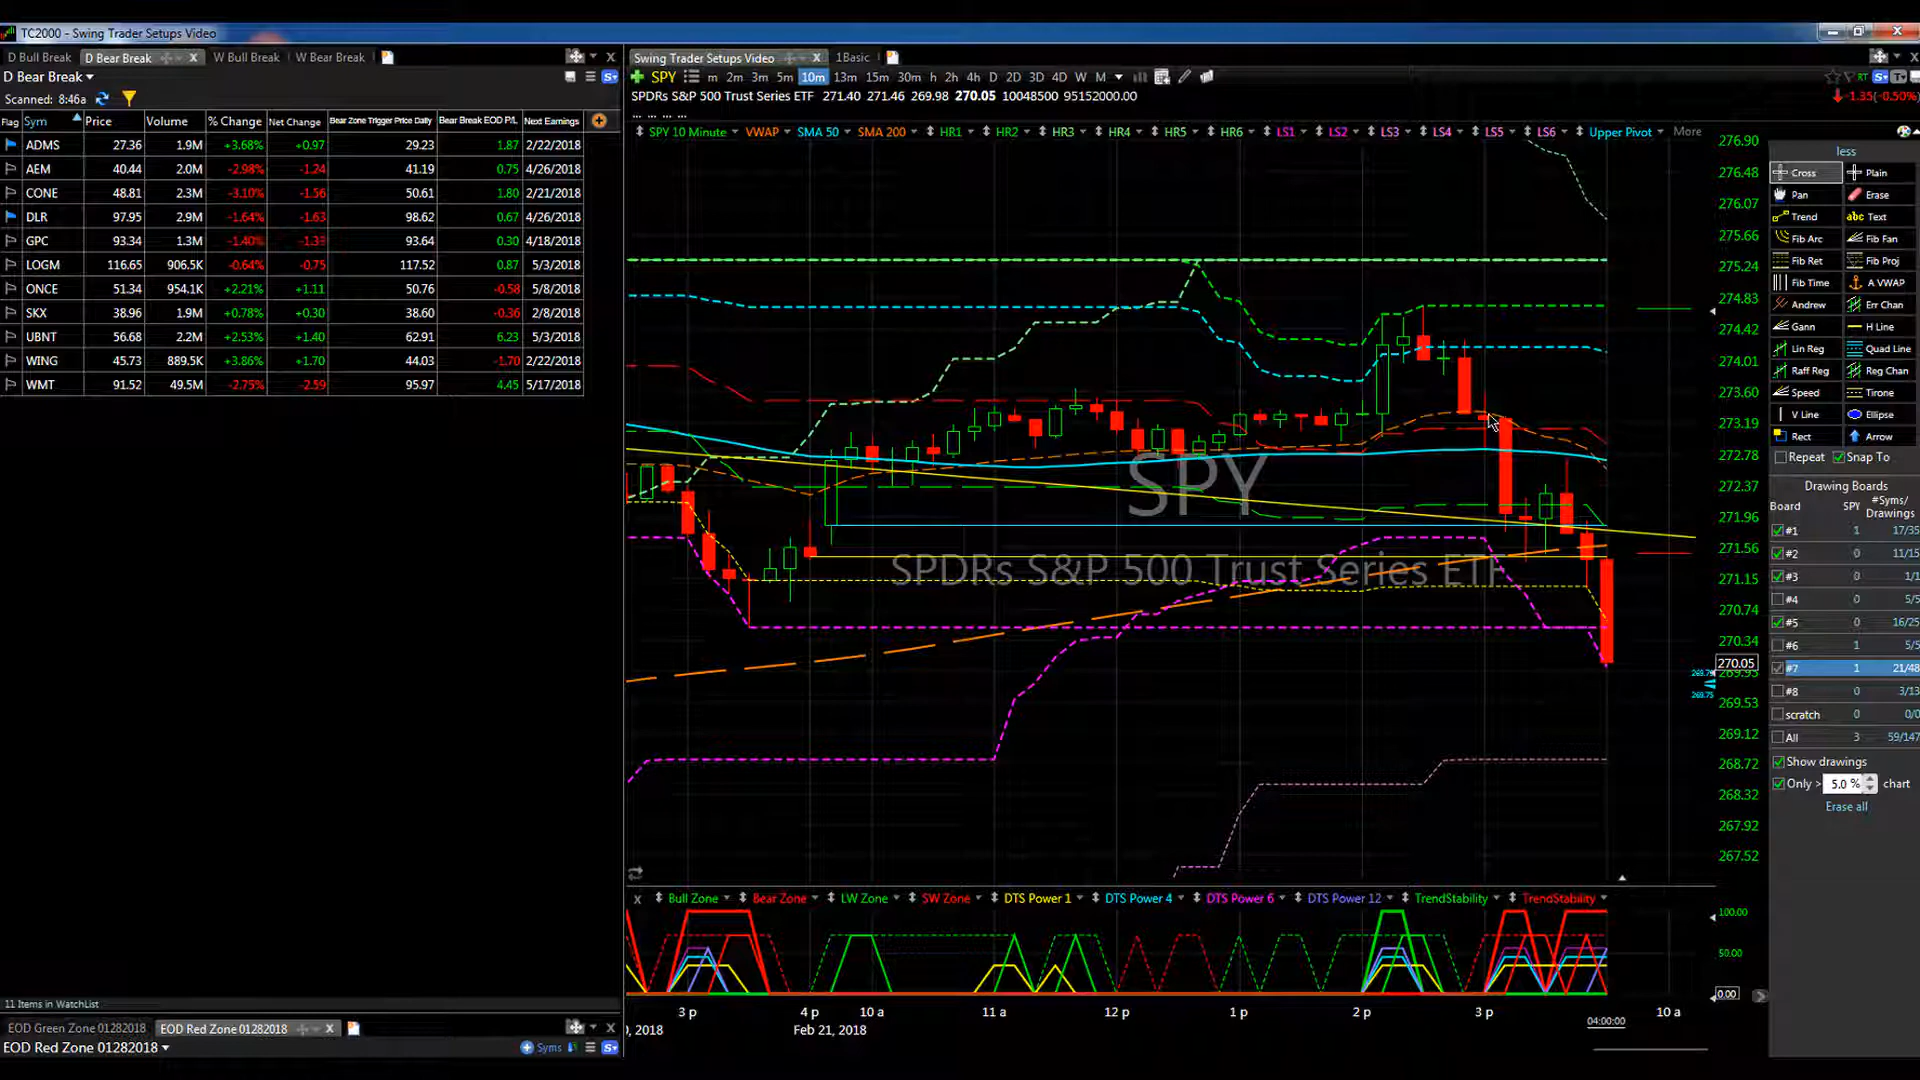 TC2000 - Swing Trader Setups Video
D Bull Break D Bear Break W Bull Break W Bear Break
D Bear Break
Scanned: 8:46a
Flag Sym Price Volume % Change Net Change Bear Zone Trigger Price Daily Bear Break EOD P/L Next Earnings
ADMS 27.36 1.9M +3.68% +0.97 29.23 1.87 2/22/2018
AEM 40.44 2.0M -2.98% -1.24 41.19 0.75 4/26/2018
CONE 48.81 2.3M -3.10% -1.56 50.61 1.80 2/21/2018
DLR 97.95 2.9M -1.64% -1.63 98.62 0.67 4/26/2018
GPC 93.34 1.3M -1.40% -1.33 93.64 0.30 4/18/2018
LOGM 116.65 906.5K -0.64% -0.75 117.52 0.87 5/3/2018
ONCE 51.34 954.1K +2.21% +1.11 50.76 -0.58 5/8/2018
SKX 38.96 1.9M +0.78% +0.30 38.60 -0.36 2/8/2018
UBNT 56.68 2.2M +2.53% +1.40 62.91 6.23 5/3/2018
WING 45.73 889.5K +3.86% +1.70 44.03 -1.70 2/22/2018
WMT 91.52 49.5M -2.75% -2.59 95.97 4.45 5/17/2018
11 Items in WatchList
EOD Green Zone 01282018 EOD Red Zone 01282018
EOD Red Zone 01282018
Syms
Swing Trader Setups Video 1Basic
SPY m 2m 3m 5m 10m 13m 15m 30m h 2h 4h D 2D 3D 4D W M
SPDRs S&P 500 Trust Series ETF 271.40 271.46 269.98 270.05 10048500 95152000.00
RT
-1.35(-0.50%)
SPY 10 Minute VWAP SMA 50 SMA 200 HR1 HR2 HR3 HR4 HR5 HR6 LS1 LS2 LS3 LS4 LS5 LS6 Upper Pivot More
SPY
SPDRs S&P 500 Trust Series ETF
276.90
276.48
276.07
275.66
275.24
274.83
274.42
274.01
273.60
273.19
272.78
272.37
271.96
271.56
271.15
270.74
270.34
270.05
269.93
269.53
269.12
268.72
268.32
267.92
267.52
269.75
Bull Zone Bear Zone LW Zone SW Zone DTS Power 1 DTS Power 4 DTS Power 6 DTS Power 12 TrendStability TrendStability
100.00
50.00
0.00
3 p 4 p 10 a 11 a 12 p 1 p 2 p 3 p 04:00:00 10 a
, 2018 Feb 21, 2018
less
Cross Plain
Pan Erase
Trend Text
Fib Arc Fib Fan
Fib Ret Fib Proj
Fib Time A VWAP
Andrew Err Chan
Gann H Line
Lin Reg Quad Line
Raff Reg Reg Chan
Speed Tirone
V Line Ellipse
Rect Arrow
Repeat Snap To
Drawing Boards
Board SPY #Syms/ Drawings
#1 1 17/35
#2 0 11/15
#3 0 1/1
#4 0 5/5
#5 0 16/25
#6 1 5/5
#7 1 21/48
#8 0 3/13
scratch 0 0/0
All 3 59/147
Show drawings
Only > 5.0 % chart
Erase all